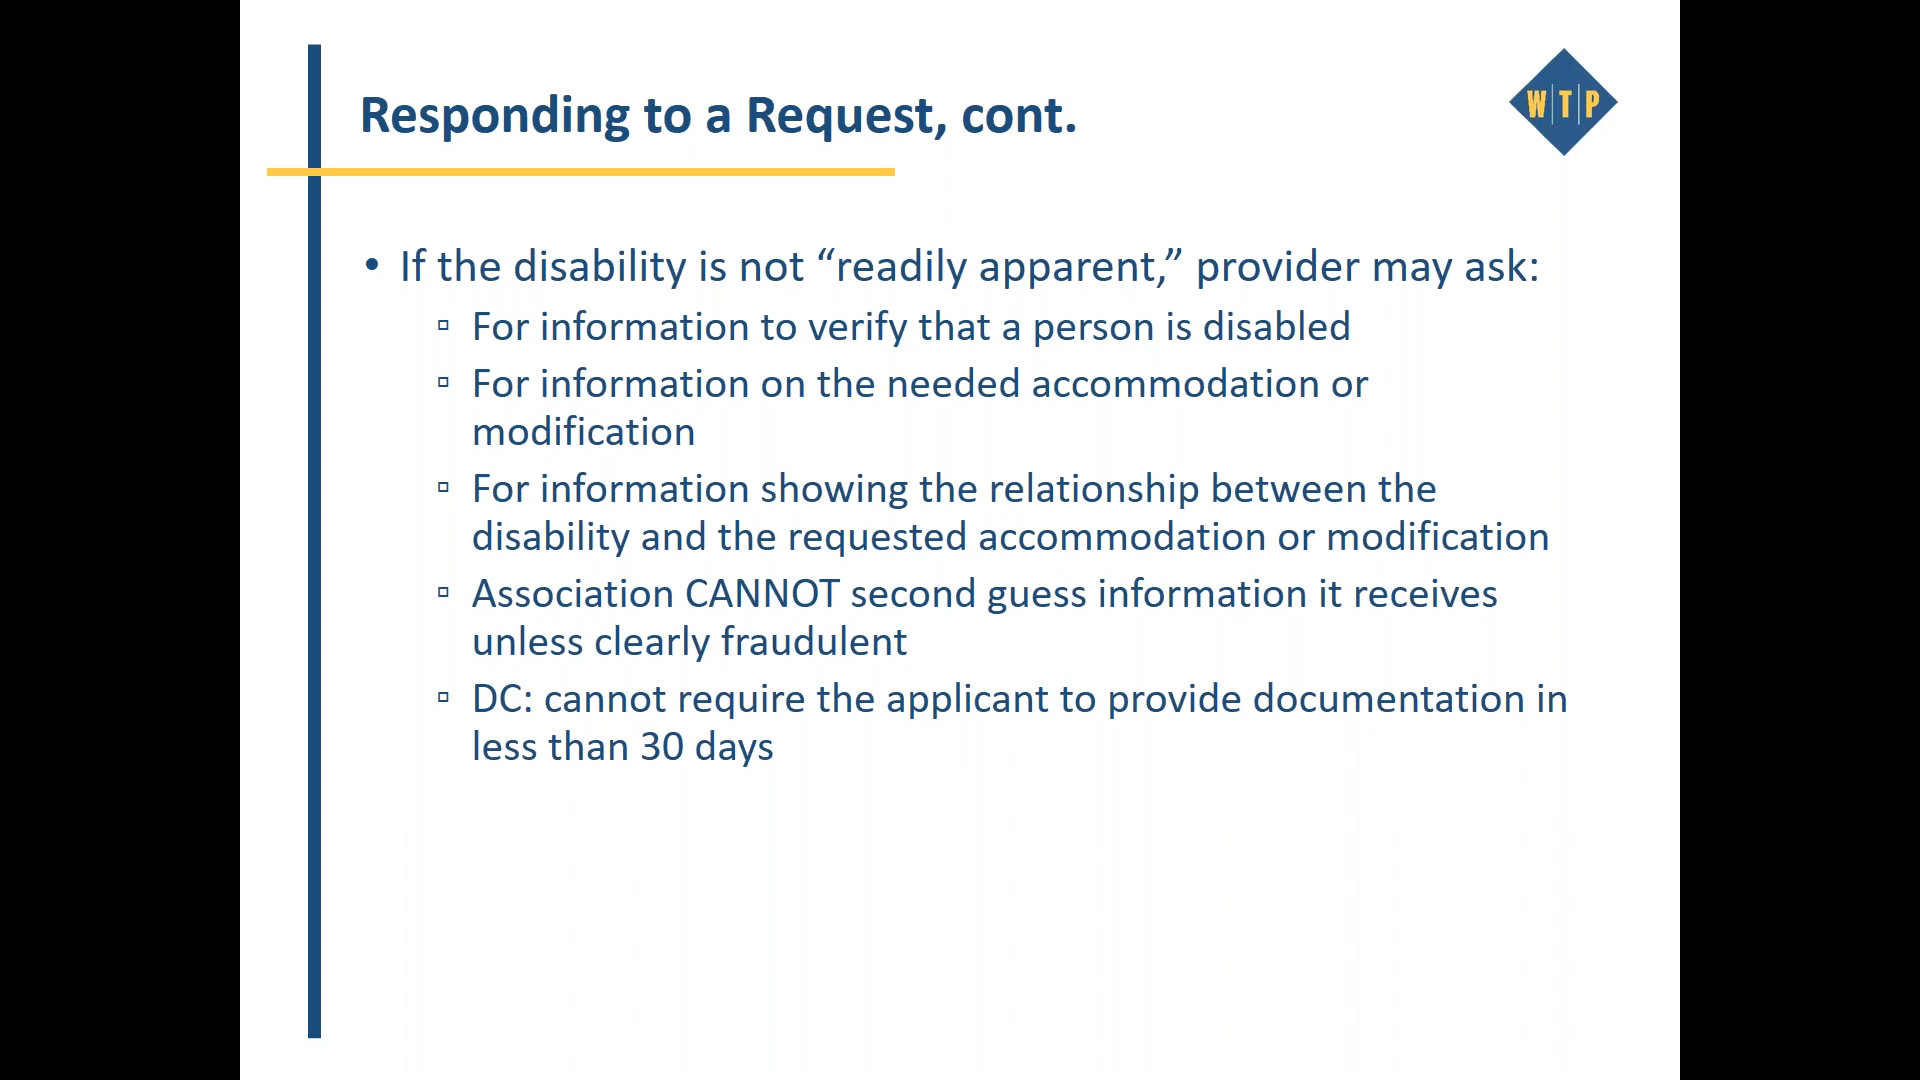 Responding to a Request, cont.
W|T|P
• If the disability is not “readily apparent,” provider may ask:
▫ For information to verify that a person is disabled
▫ For information on the needed accommodation or
modification
▫ For information showing the relationship between the
disability and the requested accommodation or modification
▫ Association CANNOT second guess information it receives
unless clearly fraudulent
▫ DC: cannot require the applicant to provide documentation in
less than 30 days